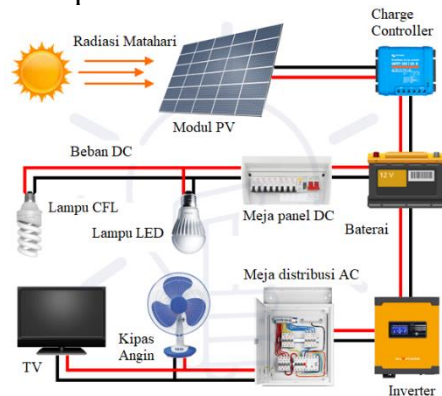 Charge
Controller
Radiasi Matahari
Modul PV
Beban DC
12 V
Lampu CFL
Lampu LED
Meja panel DC
Baterai
Meja distribusi AC
TV
Kipas
Angin
Inverter